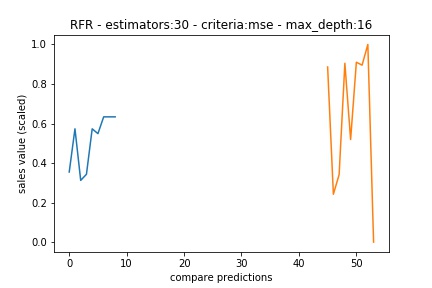 RFR - estimators:30 - criteria:mse - max_depth:16
1.0
0.8
0.6
0.4
0.2
0.0
sales value (scaled)
0 10 20 30 40 50
compare predictions